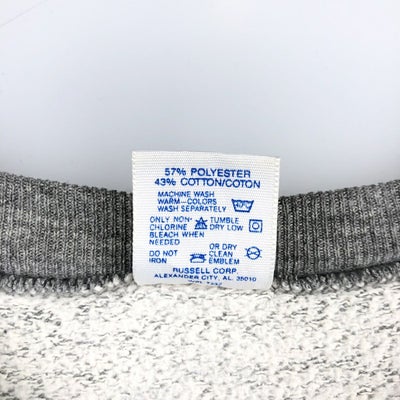 57% POLYESTER
43% COTTON/COTON
MACHINE WASH
WARM-COLORS
WASH SEPARATELY
ONLY NON-
CHLORINE
BLEACH WHEN
NEEDED
TUMBLE
DRY LOW
DO NOT
IRON
OR DRY
CLEAN
EMBLEM
RUSSELL CORP.
ALEXANDER CITY, AL. 35010